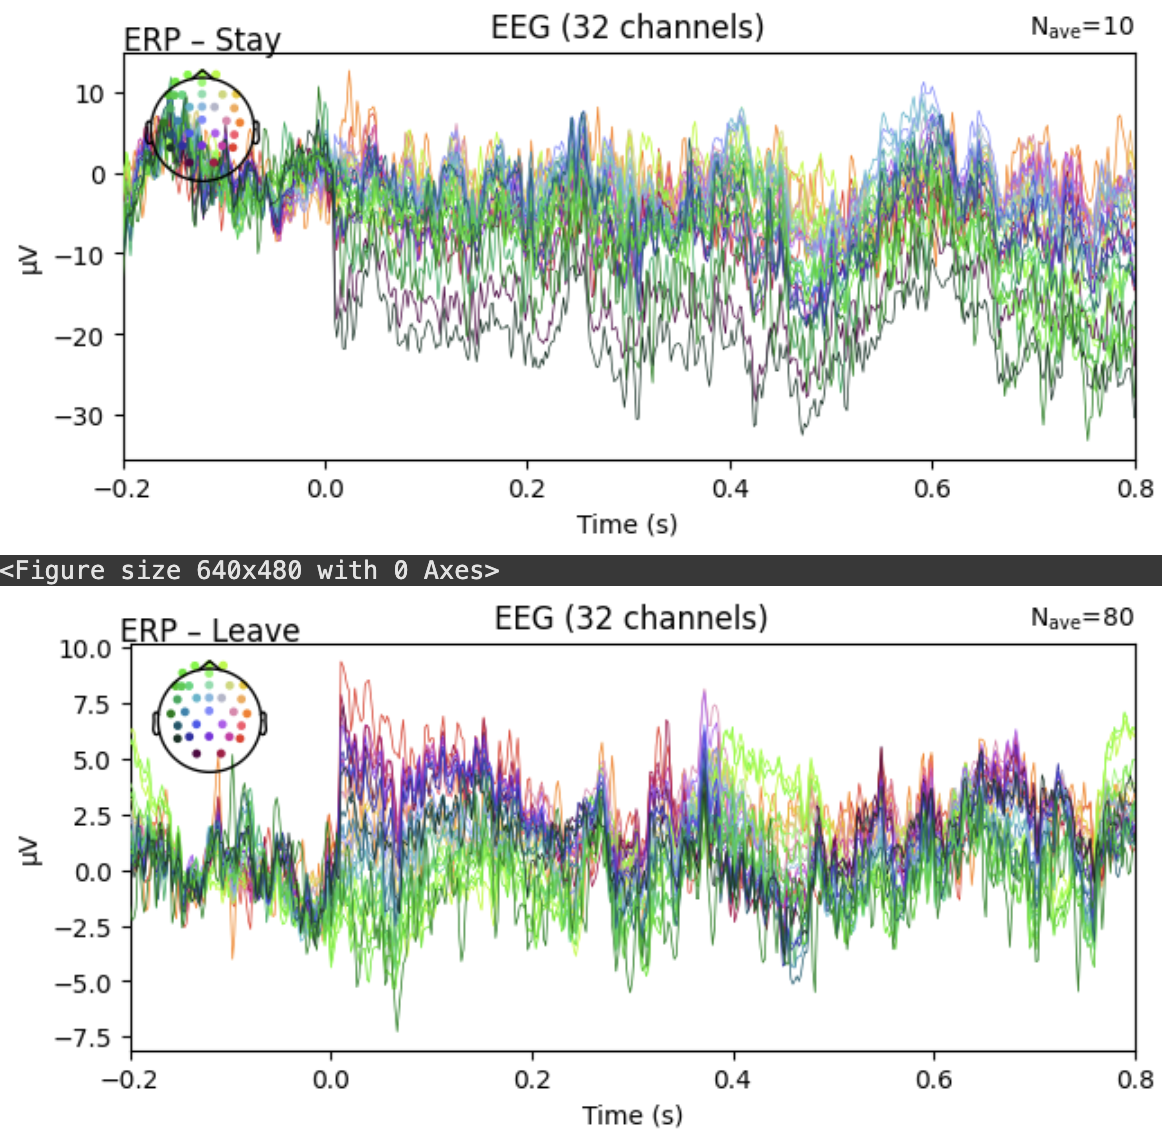 ERP – Stay
EEG (32 channels)
Nave=10
10
0
−10
−20
−30
µV
−0.2 0.0 0.2 0.4 0.6 0.8
Time (s)
<Figure size 640x480 with 0 Axes>
ERP – Leave
EEG (32 channels)
Nave=80
10.0
7.5
5.0
2.5
0.0
−2.5
−5.0
−7.5
µV
−0.2 0.0 0.2 0.4 0.6 0.8
Time (s)